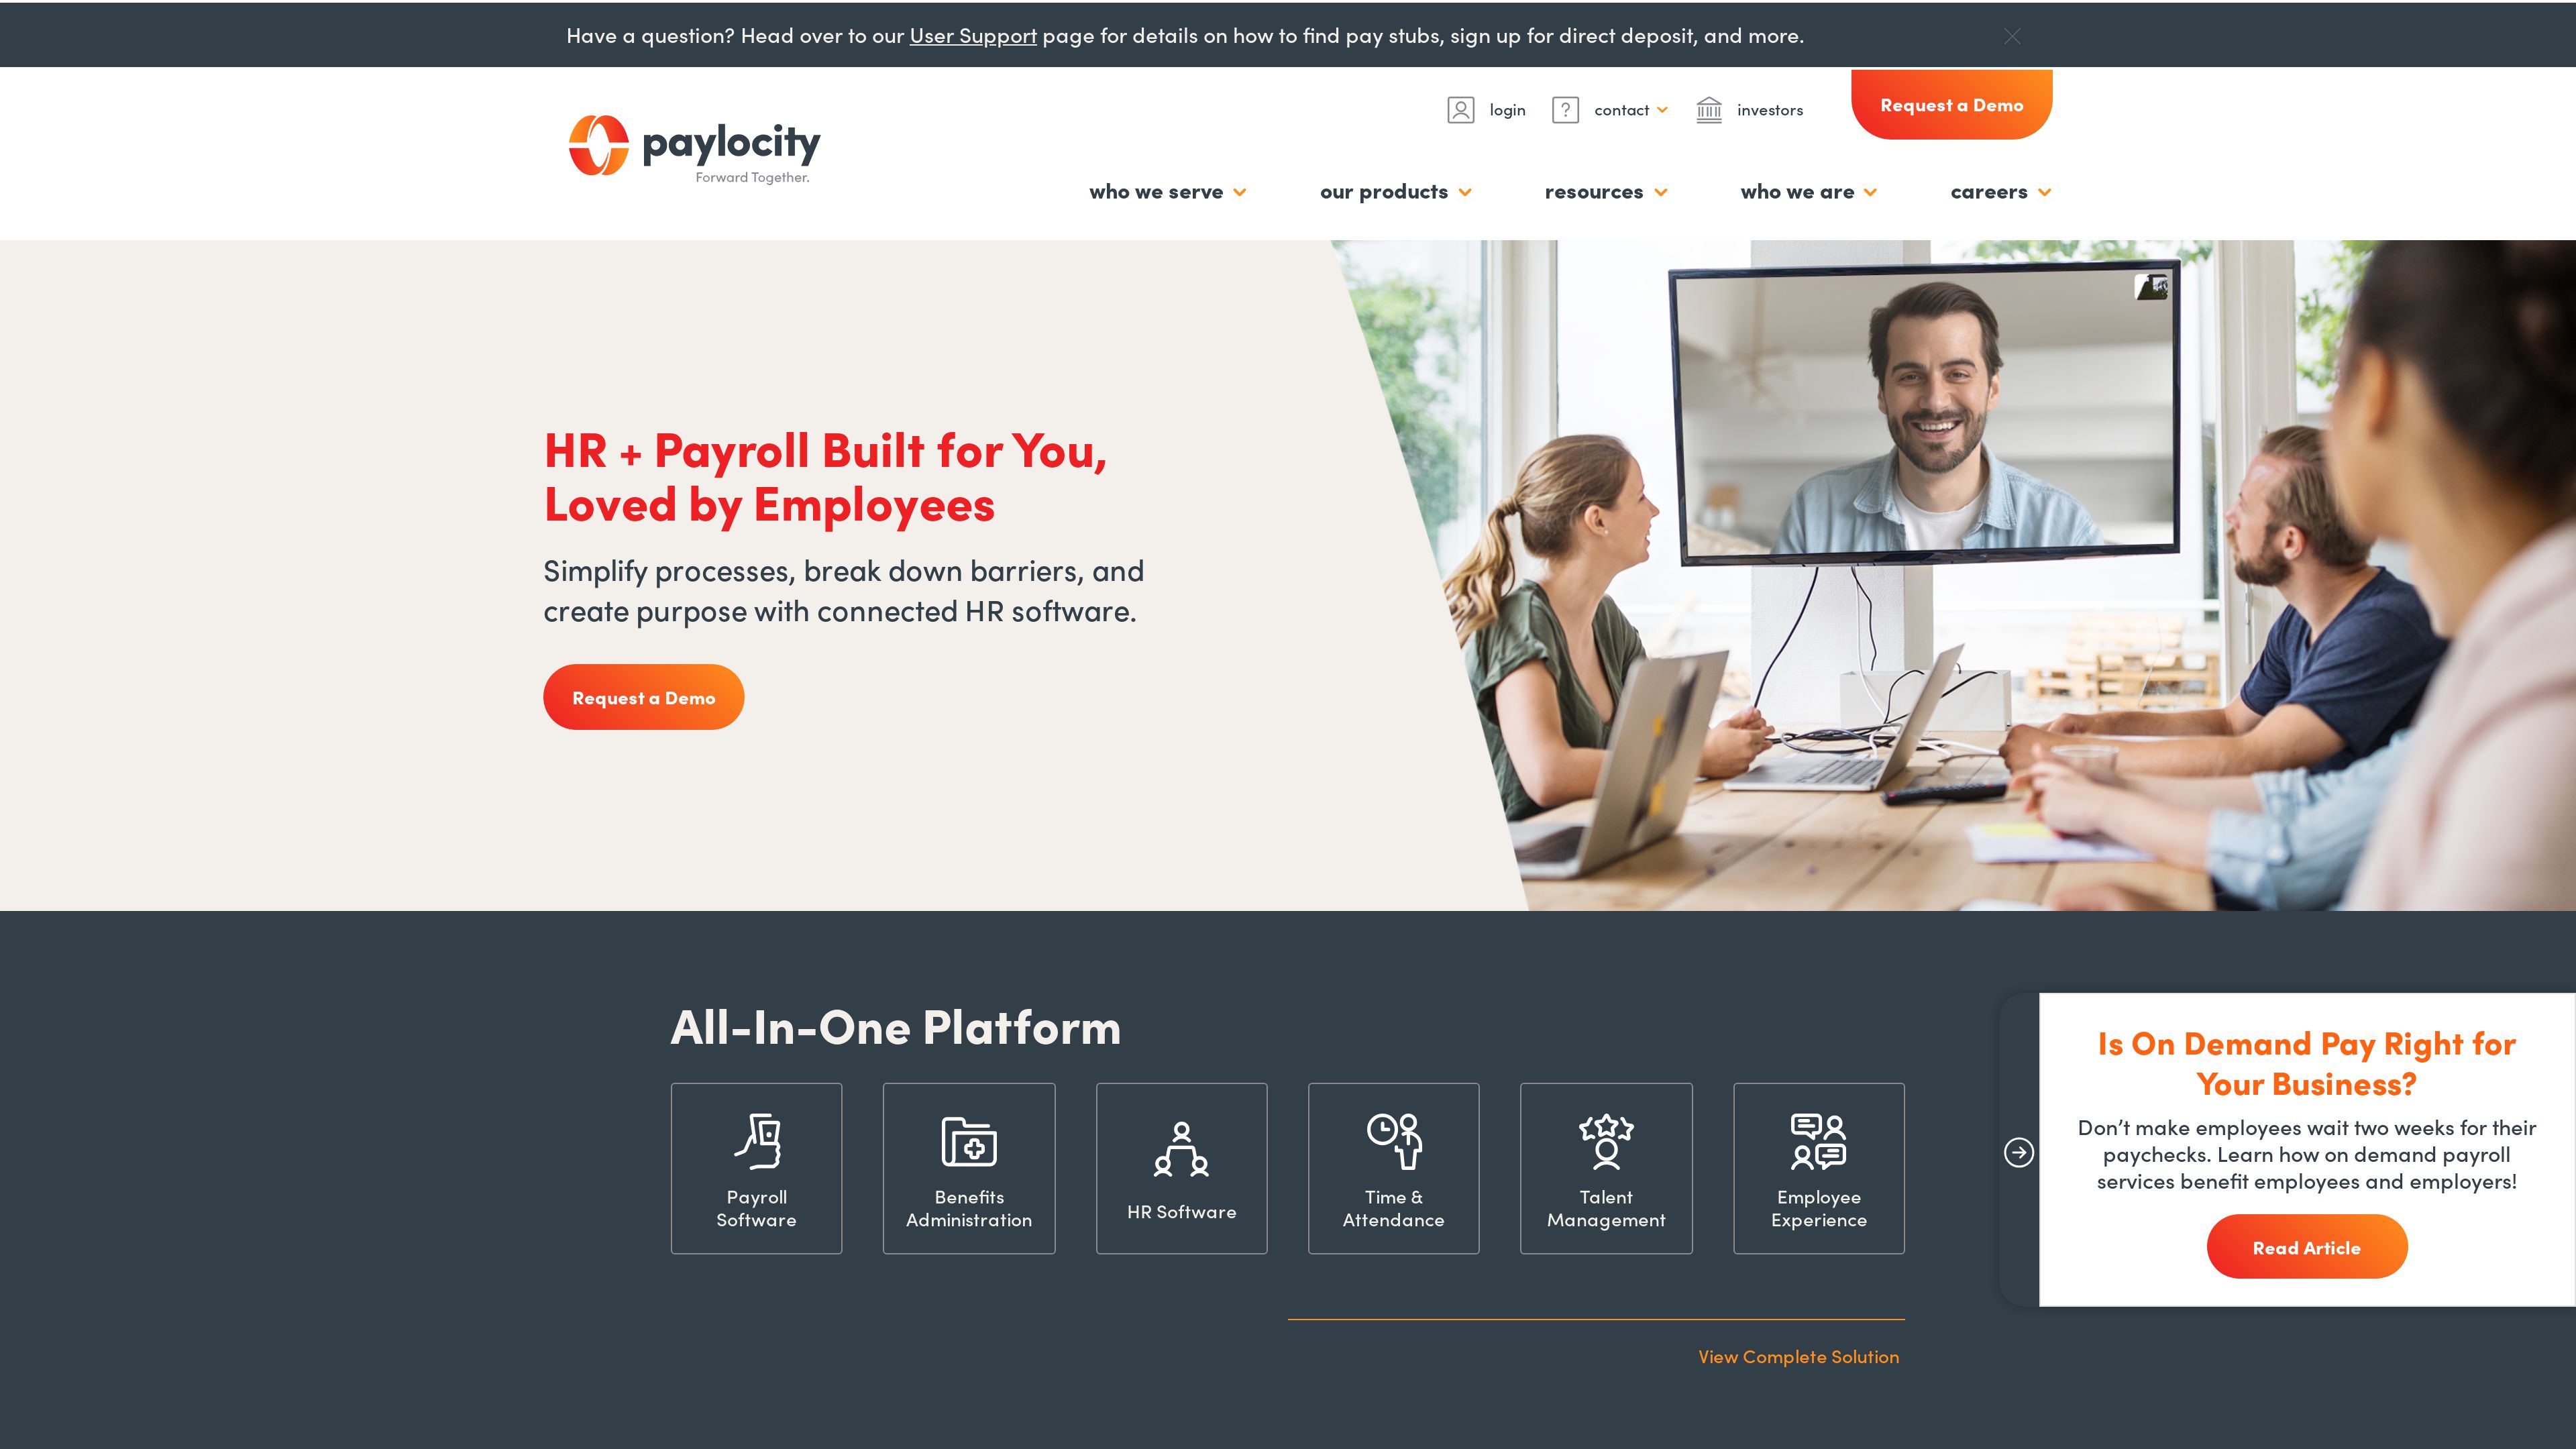 Have a question? Head over to our User Support page for details on how to find pay stubs, sign up for direct deposit, and more.
login
contact
investors
Request a Demo
paylocity
Forward Together.
who we serve
our products
resources
who we are
careers
HR + Payroll Built for You,
Loved by Employees
Simplify processes, break down barriers, and
create purpose with connected HR software.
Request a Demo
All-In-One Platform
Payroll
Software
Benefits
Administration
HR Software
Time &
Attendance
Talent
Management
Employee
Experience
View Complete Solution
Is On Demand Pay Right for
Your Business?
Don’t make employees wait two weeks for their
paychecks. Learn how on demand payroll
services benefit employees and employers!
Read Article